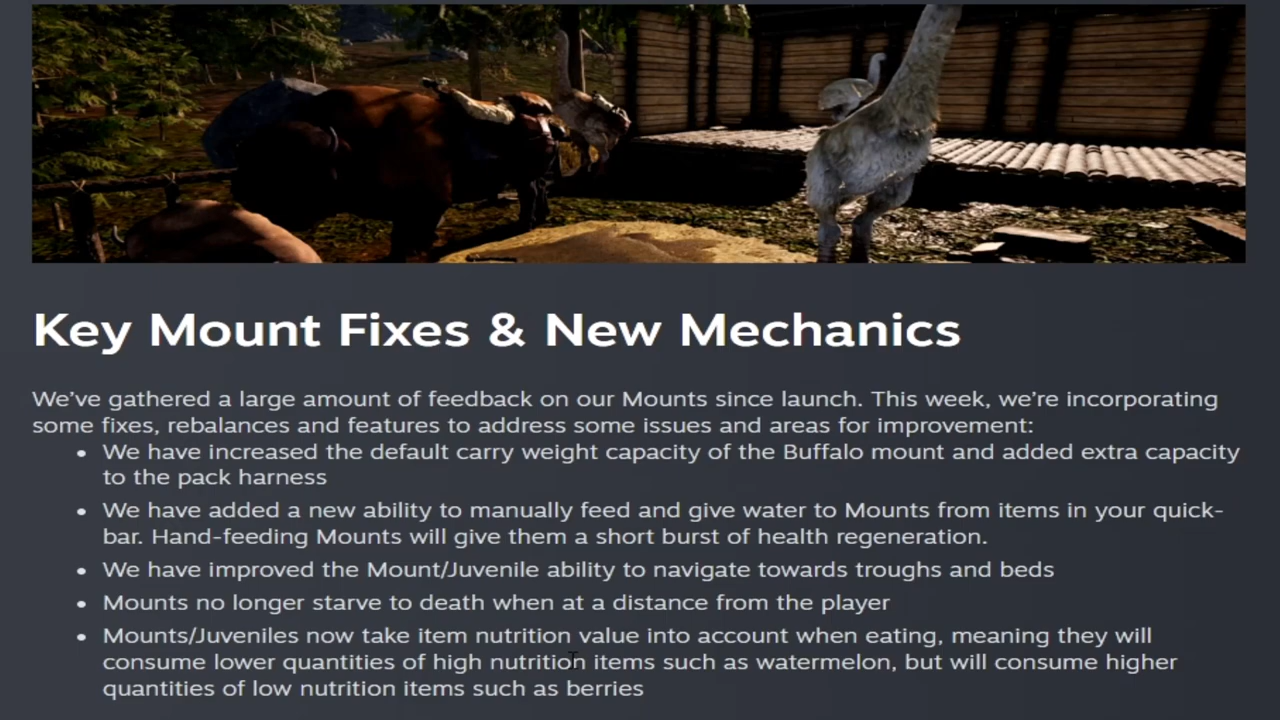 Key Mount Fixes & New Mechanics
We've gathered a large amount of feedback on our Mounts since launch. This week, we're incorporating
some fixes, rebalances and features to address some issues and areas for improvement:
• We have increased the default carry weight capacity of the Buffalo mount and added extra capacity
to the pack harness
• We have added a new ability to manually feed and give water to Mounts from items in your quick-
bar. Hand-feeding Mounts will give them a short burst of health regeneration.
• We have improved the Mount/Juvenile ability to navigate towards troughs and beds
• Mounts no longer starve to death when at a distance from the player
• Mounts/Juveniles now take item nutrition value into account when eating, meaning they will
consume lower quantities of high nutrition items such as watermelon, but will consume higher
quantities of low nutrition items such as berries